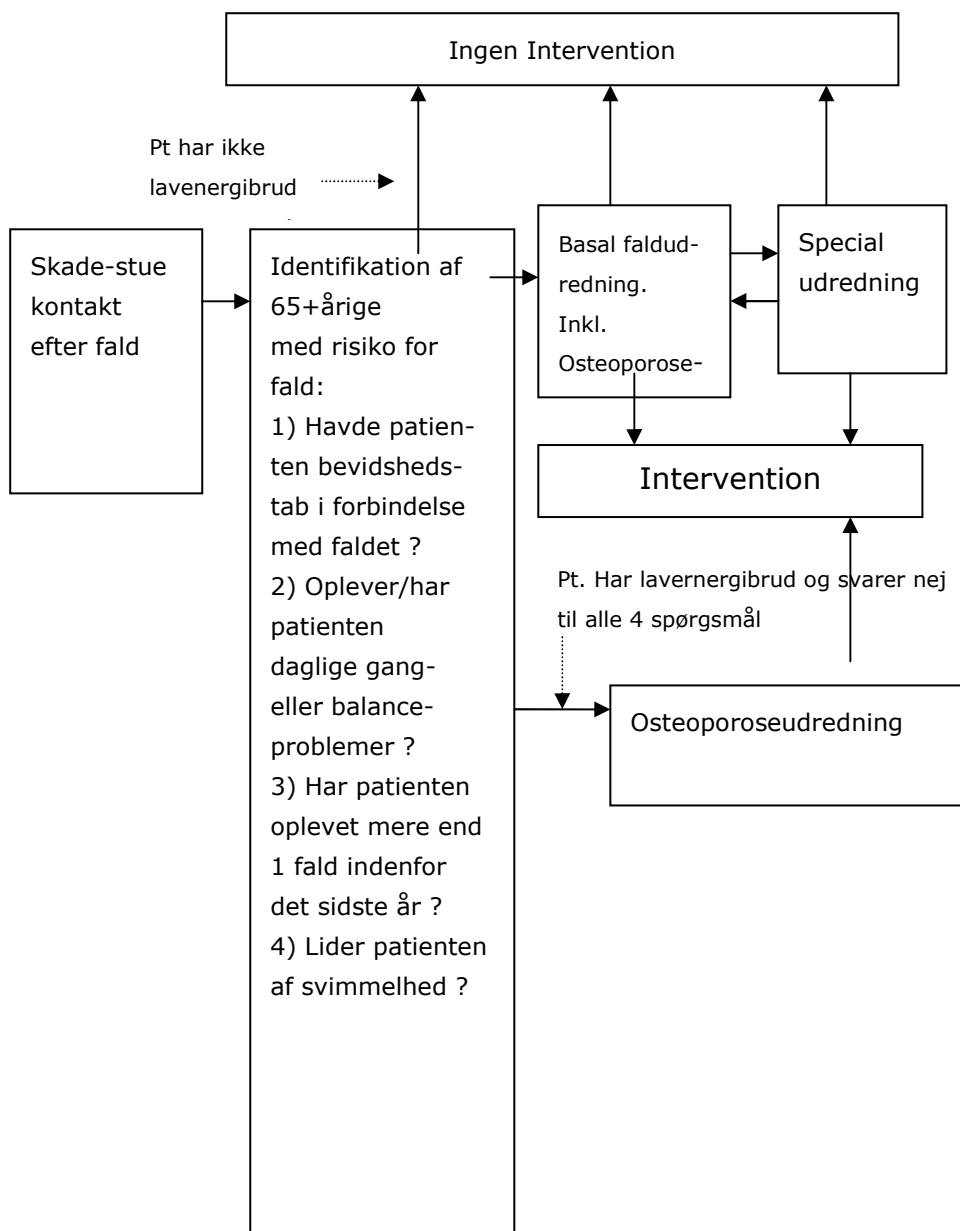 Ingen Intervention
Pt har ikke
lavenergibrud
Skade-stue
kontakt
efter fald
Identifikation af
65+årige
med risiko for
fald:
1) Havde patien-
ten bevidsheds-
tab i forbindelse
med faldet ?
2) Oplever/har
patienten
daglige gang-
eller balance-
problemer ?
3) Har patienten
oplevet mere end
1 fald indenfor
det sidste år ?
4) Lider patienten
af svimmelhed ?
Basal faldud-
redning.
Inkl.
Osteoporose-
Special
udredning
Intervention
Pt. Har lavernergibrud og svarer nej
til alle 4 spørgsmål
Osteoporoseudredning